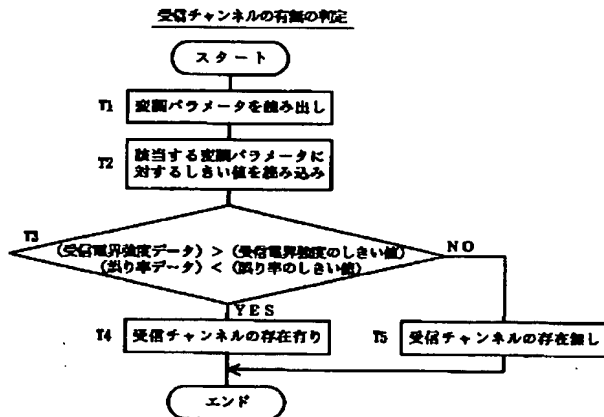 受信チャンネルの有無の判定
スタート
T1 変調パラメータを読み出し
T2 該当する変調パラメータに
対するしきい値を読み込み
T3
(受信電界強度データ) > (受信電界強度のしきい値)
(誤り率データ) < (誤り率のしきい値)
NO
YES
T4 受信チャンネルの存在有り
T5 受信チャンネルの存在無し
エンド